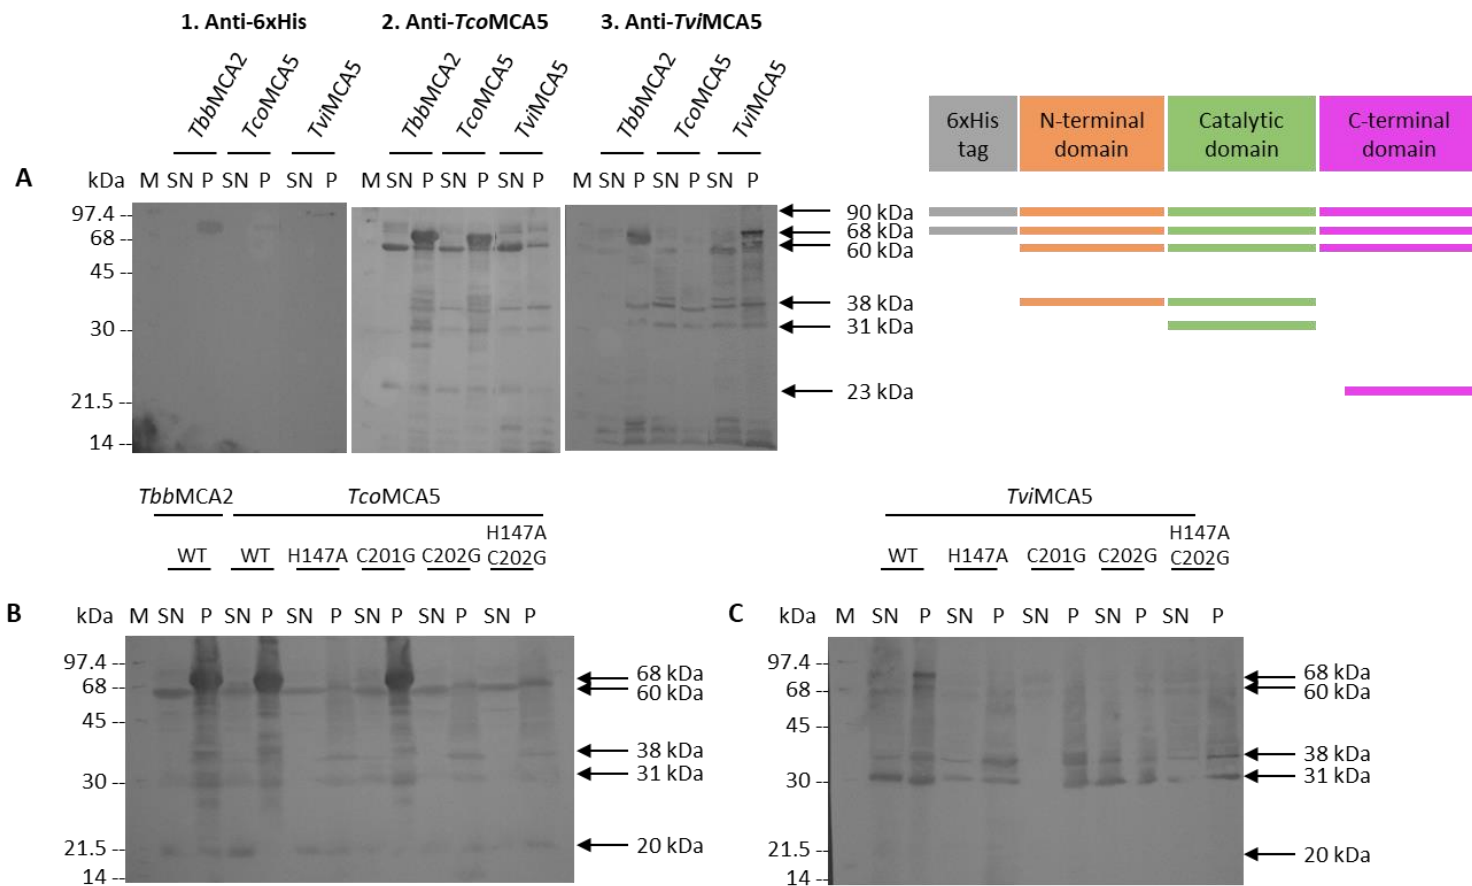 1. Anti-6xHis
2. Anti-TcoMCA5
3. Anti-TviMCA5
TbbMCA2
TcoMCA5
TviMCA5
TbbMCA2
TcoMCA5
TviMCA5
TbbMCA2
TcoMCA5
TviMCA5
6xHis
tag
N-terminal
domain
Catalytic
domain
C-terminal
domain
A
kDa M SN P SN P SN P
M SN P SN P SN P
M SN P SN P SN P
97.4 --
68 --
45 --
30 --
21.5 --
14 --
90 kDa
68 kDa
60 kDa
38 kDa
31 kDa
23 kDa
TbbMCA2
TcoMCA5
WT
WT
H147A
C201G
C202G
H147A
C202G
B
kDa M SN P SN P SN P SN P SN P SN P
97.4 --
68 --
45 --
30 --
21.5 --
14 --
68 kDa
60 kDa
38 kDa
31 kDa
20 kDa
TviMCA5
WT
H147A
C201G
C202G
H147A
C202G
C
kDa M SN P SN P SN P SN P SN P
97.4 --
68 --
45 --
30 --
21.5 --
14 --
68 kDa
60 kDa
38 kDa
31 kDa
20 kDa